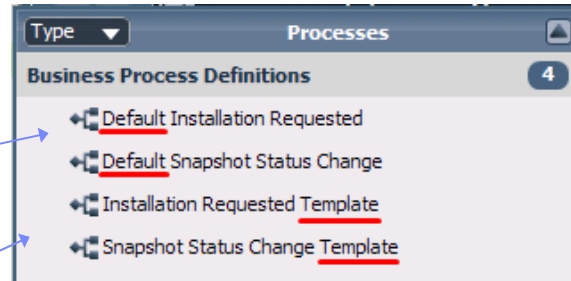 Type Processes
Business Process Definitions 4
Default Installation Requested
Default Snapshot Status Change
Installation Requested Template
Snapshot Status Change Template